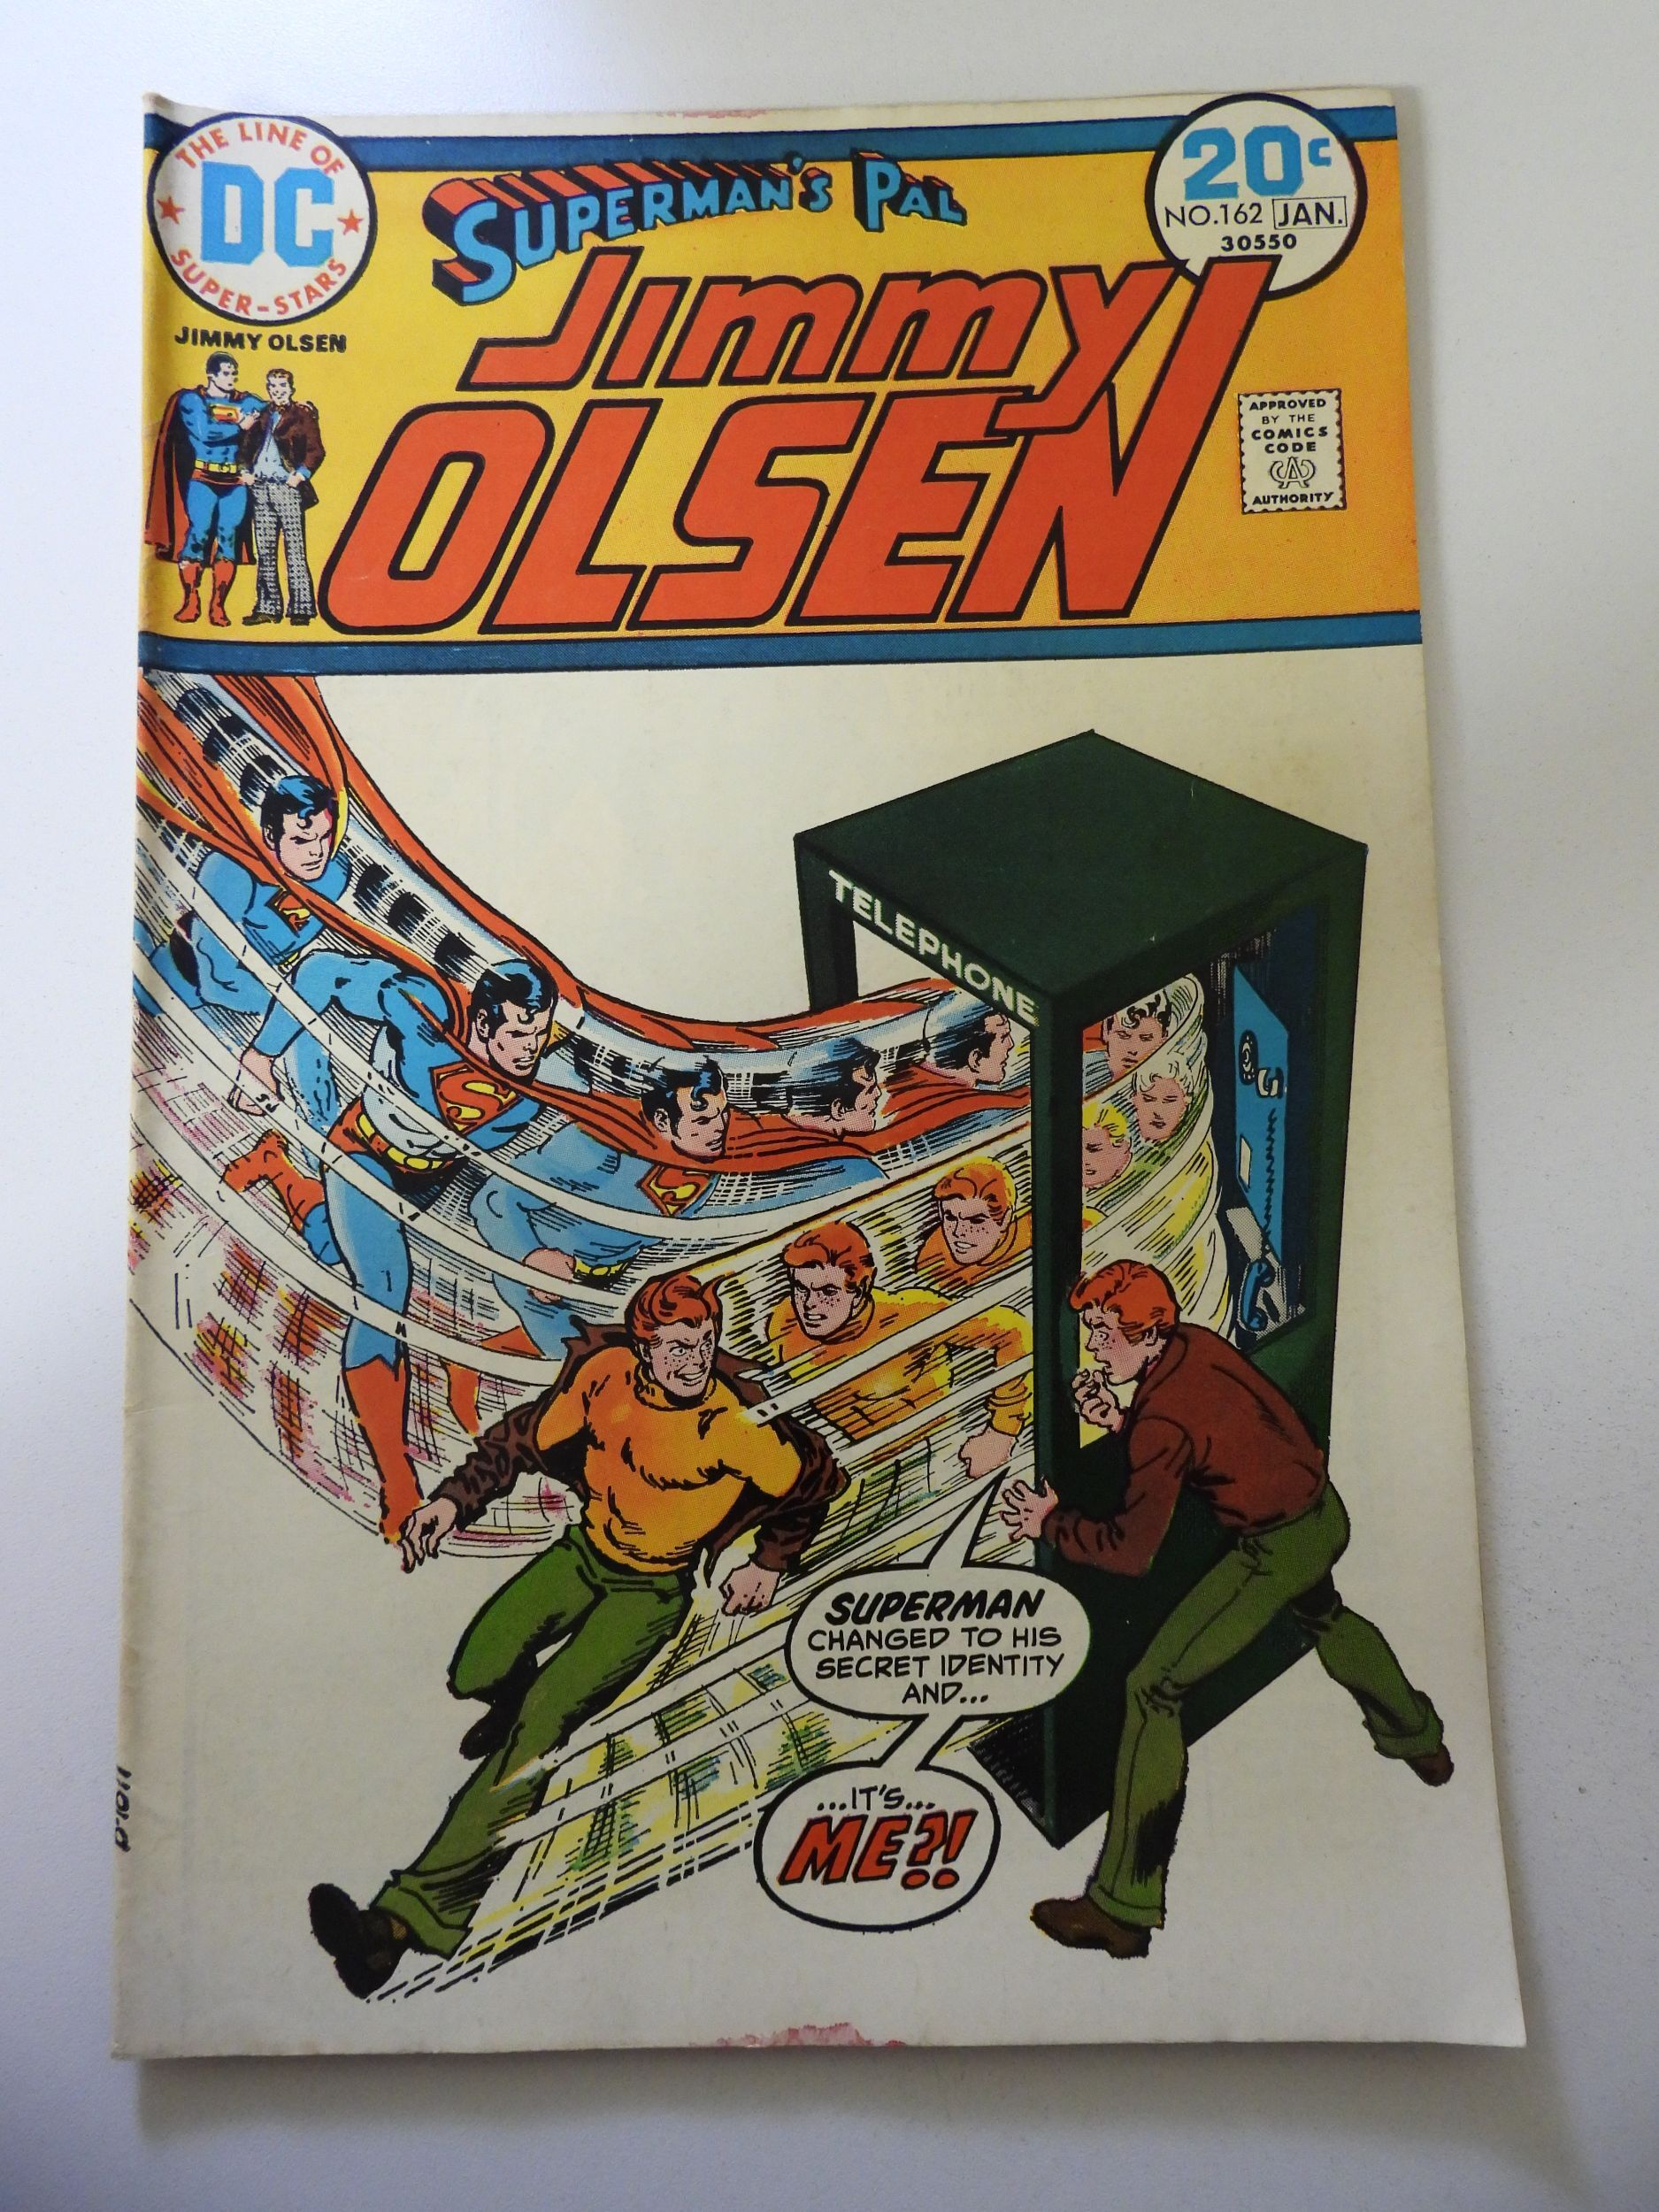 THE LINE OF
DC
SUPER-STARS
JIMMY OLSEN
SUPERMAN'S PAL
JIMMY
OLSEN
20¢
NO.162 JAN.
30550
APPROVED
BY THE
COMICS
CODE
CA
AUTHORITY
TELEPHONE
SUPERMAN
CHANGED TO HIS
SECRET IDENTITY
AND...
...IT'S...
ME?!